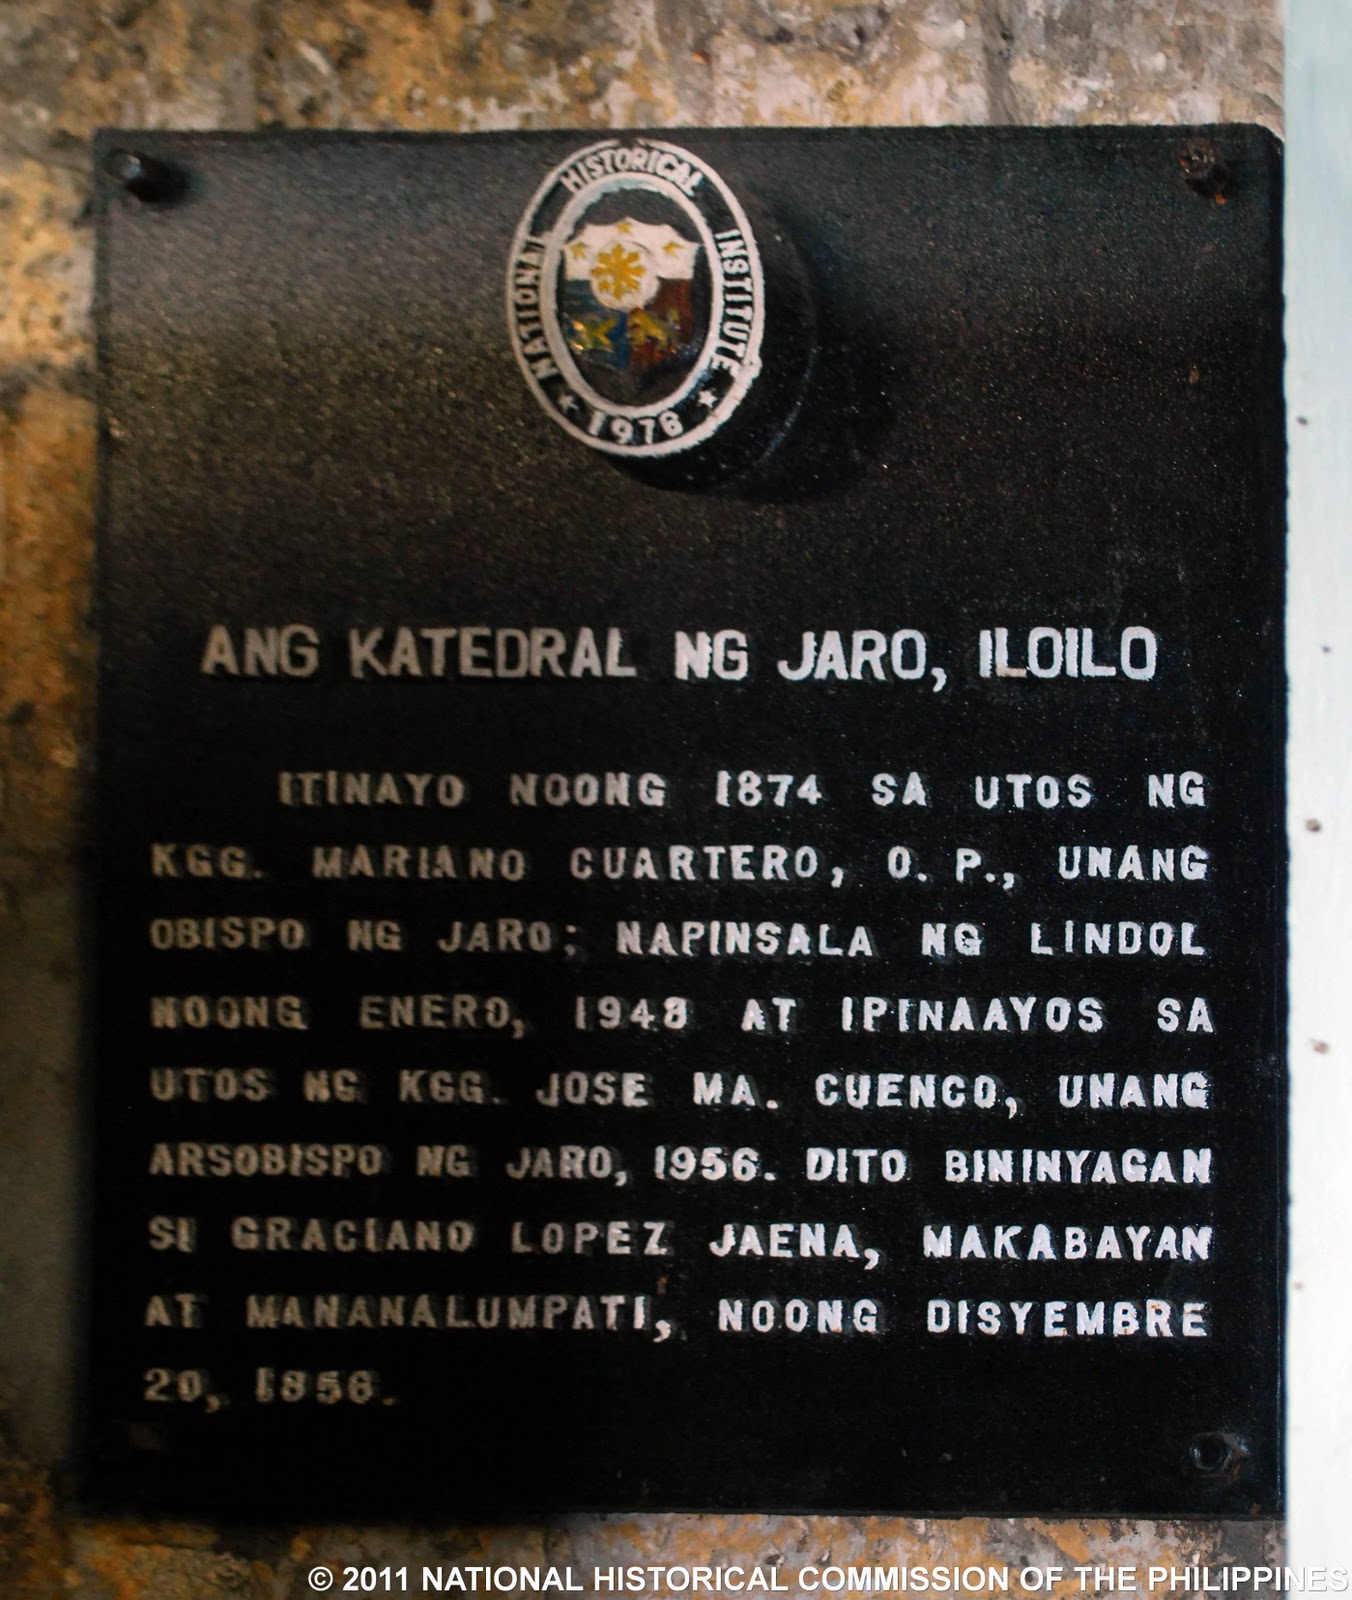 NATIONAL HISTORICAL INSTITUTE
1976
ANG KATEDRAL NG JARO, ILOILO
ITINAYO NOONG 1874 SA UTOS NG
KGG. MARIANO CUARTERO, O. P., UNANG
OBISPO NG JARO; NAPINSALA NG LINDOL
NOONG ENERO, 1948 AT IPINAAYOS SA
UTOS NG KGG. JOSE MA. CUENCO, UNANG
ARSOBISPO NG JARO, 1956. DITO BININYAGAN
SI GRACIANO LOPEZ JAENA, MAKABAYAN
AT MANANALUMPATI, NOONG DISYEMBRE
20, 1856.
© 2011 NATIONAL HISTORICAL COMMISSION OF THE PHILIPPINES